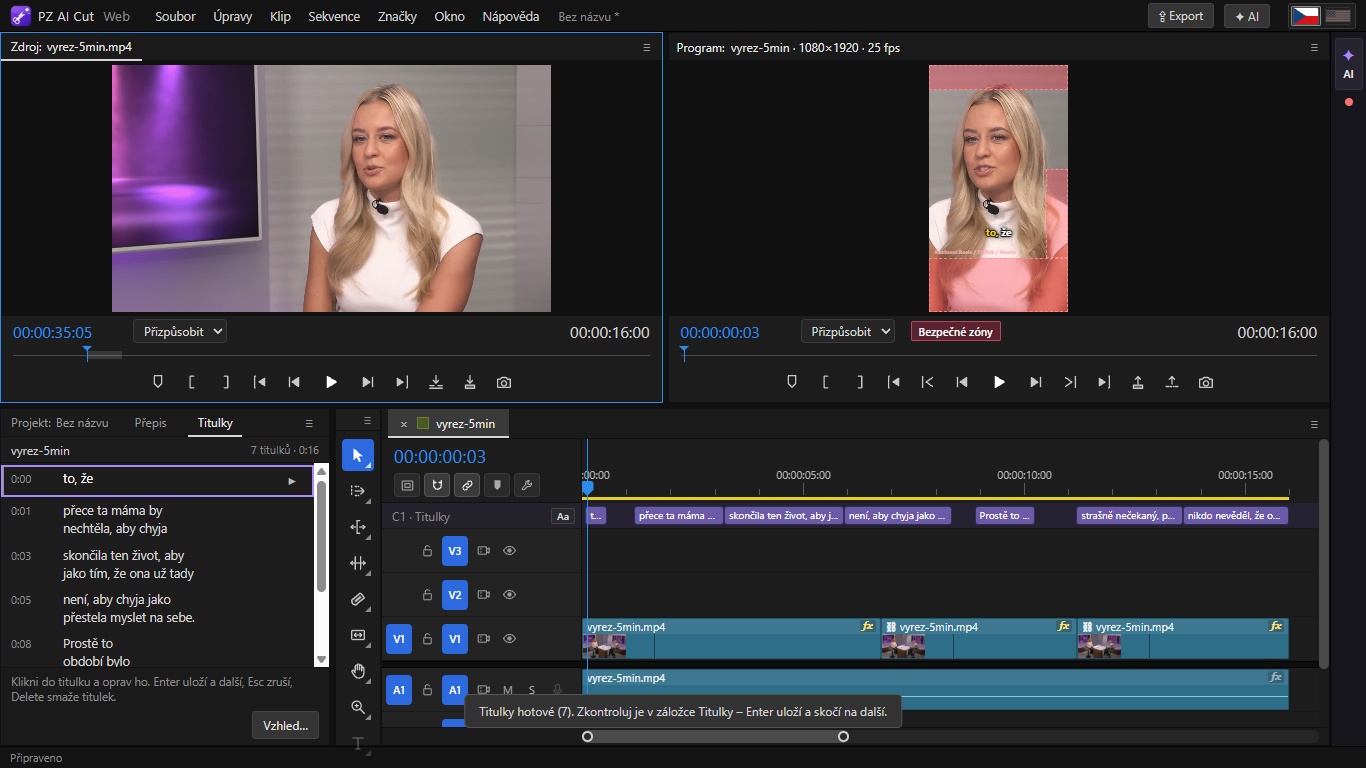 PZ AI Cut Web Soubor Úpravy Klip Sekvence Značky Okno Nápověda Bez názvu *
Export AI
Zdroj: vyrez-5min.mp4
Program: vyrez-5min · 1080×1920 · 25 fps
AI
to, že
00:00:35:05 Přizpůsobit 00:00:16:00
00:00:00:03 Přizpůsobit Bezpečné zóny 00:00:16:00
Projekt: Bez názvu Přepis Titulky
vyrez-5min 7 titulků · 0:16
0:00 to, že
0:01 přece ta máma by
nechtěla, aby chyja
0:03 skončila ten život, aby
jako tím, že ona už tady
0:05 není, aby chyja jako
přestela myslet na sebe.
0:08 Prostě to
období bylo
Klikni do titulku a oprav ho. Enter uloží a další, Esc zruší,
Delete smaže titulek.
Vzhled...
× vyrez-5min
00:00:00:03
:00:00 00:00:05:00 00:00:10:00 00:00:15:00
C1 · Titulky Aa
t... přece ta máma ... skončila ten život, aby j... není, aby chyja jako ... Prostě to ... strašně nečekaný, p... nikdo nevěděl, že o...
V3
V2
V1 V1
vyrez-5min.mp4 fx vyrez-5min.mp4 fx vyrez-5min.mp4 fx
A1 A1 M S
vyrez-5min.mp4 fx
Titulky hotové (7). Zkontroluj je v záložce Titulky – Enter uloží a skočí na další.
Připraveno